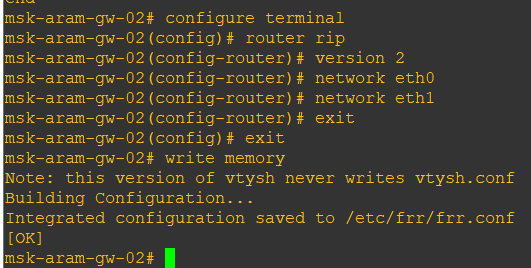 end
msk-aram-gw-02# configure terminal
msk-aram-gw-02(config)# router rip
msk-aram-gw-02(config-router)# version 2
msk-aram-gw-02(config-router)# network eth0
msk-aram-gw-02(config-router)# network eth1
msk-aram-gw-02(config-router)# exit
msk-aram-gw-02(config)# exit
msk-aram-gw-02# write memory
Note: this version of vtysh never writes vtysh.conf
Building Configuration...
Integrated configuration saved to /etc/frr/frr.conf
[OK]
msk-aram-gw-02#